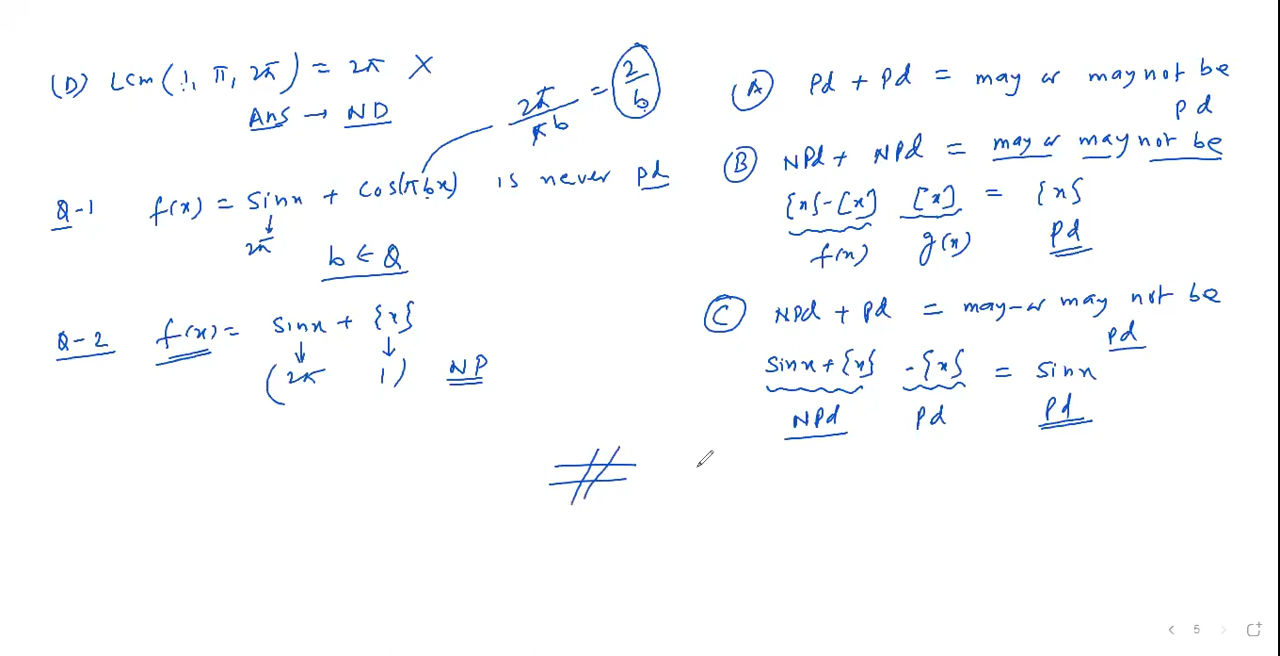 (D) LCM (1, π, 2π) = 2π X
Ans → ND
2π/πb = 2/b
Q-1 f(x) = sinx + cos(πbx) is never pd
2π
b ∈ Q
Q-2 f(x) = sinx + {x}
(2π 1) NP
(A) Pd + Pd = may or may not be
pd
(B) NPd + NPd = may or may not be
{x} - [x] [x] = {x}
f(x) g(x) Pd
(C) NPd + Pd = may or may not be
pd
sinx + {x} - {x} = sinx
NPd Pd Pd
#
< 5 >